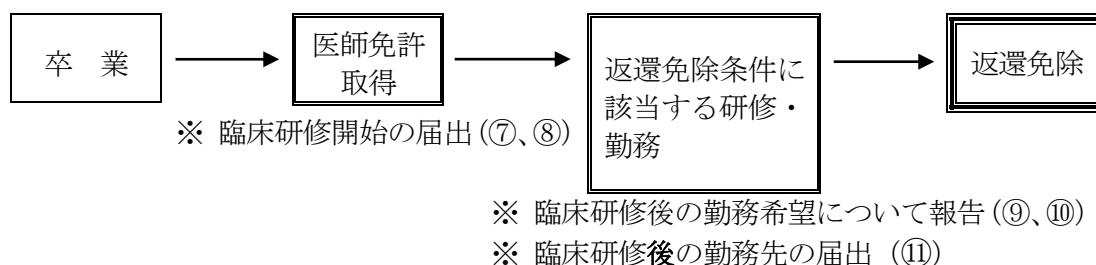 卒 業
医師免許
取得
返還免除条件に
該当する研修・
勤務
返還免除
※ 臨床研修開始の届出(⑦、⑧)
※ 臨床研修後の勤務希望について報告(⑨、⑩)
※ 臨床研修後の勤務先の届出 (⑪)